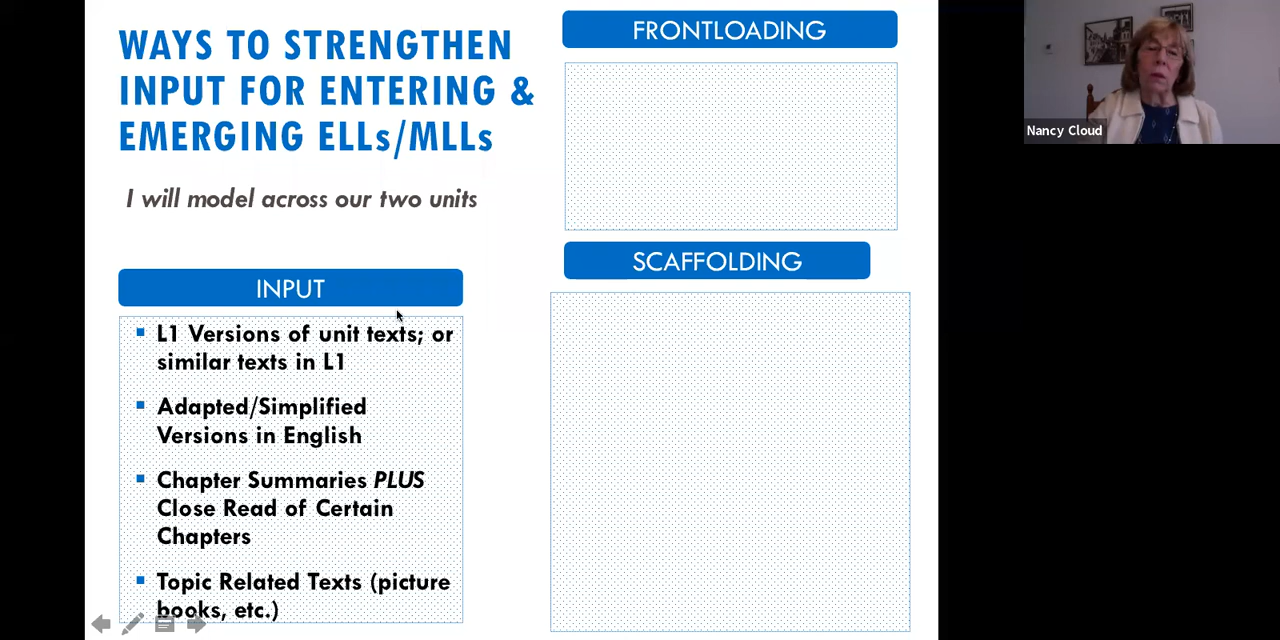 WAYS TO STRENGTHEN
INPUT FOR ENTERING &
EMERGING ELLs/MLLs
I will model across our two units
INPUT
L1 Versions of unit texts; or
similar texts in L1
Adapted/Simplified
Versions in English
Chapter Summaries PLUS
Close Read of Certain
Chapters
Topic Related Texts (picture
books, etc.)
FRONTLOADING
SCAFFOLDING
Nancy Cloud